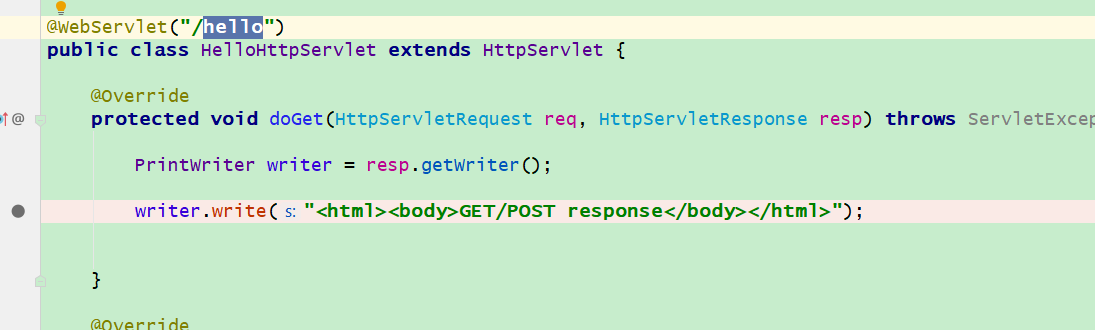 @WebServlet("/hello")
public class HelloHttpServlet extends HttpServlet {
@Override
@
protected void doGet(HttpServletRequest req, HttpServletResponse resp) throws ServletExcep
PrintWriter writer = resp.getWriter();
writer.write( s: "<html><body>GET/POST response</body></html>");
}
@Override